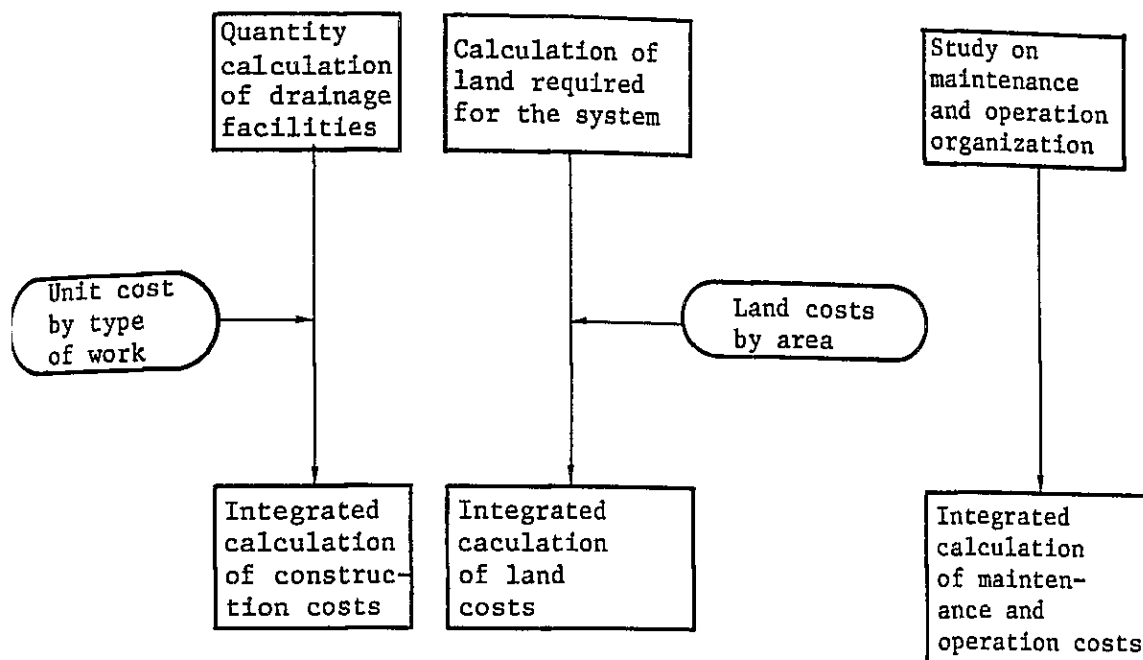 Quantity
calculation
of drainage
facilities
Calculation of
land required
for the system
Study on
maintenance
and operation
organization
Unit cost
by type
of work
Land costs
by area
Integrated
calculation
of construc-
tion costs
Integrated
caculation
of land
costs
Integrated
calculation
of mainten-
ance and
operation costs